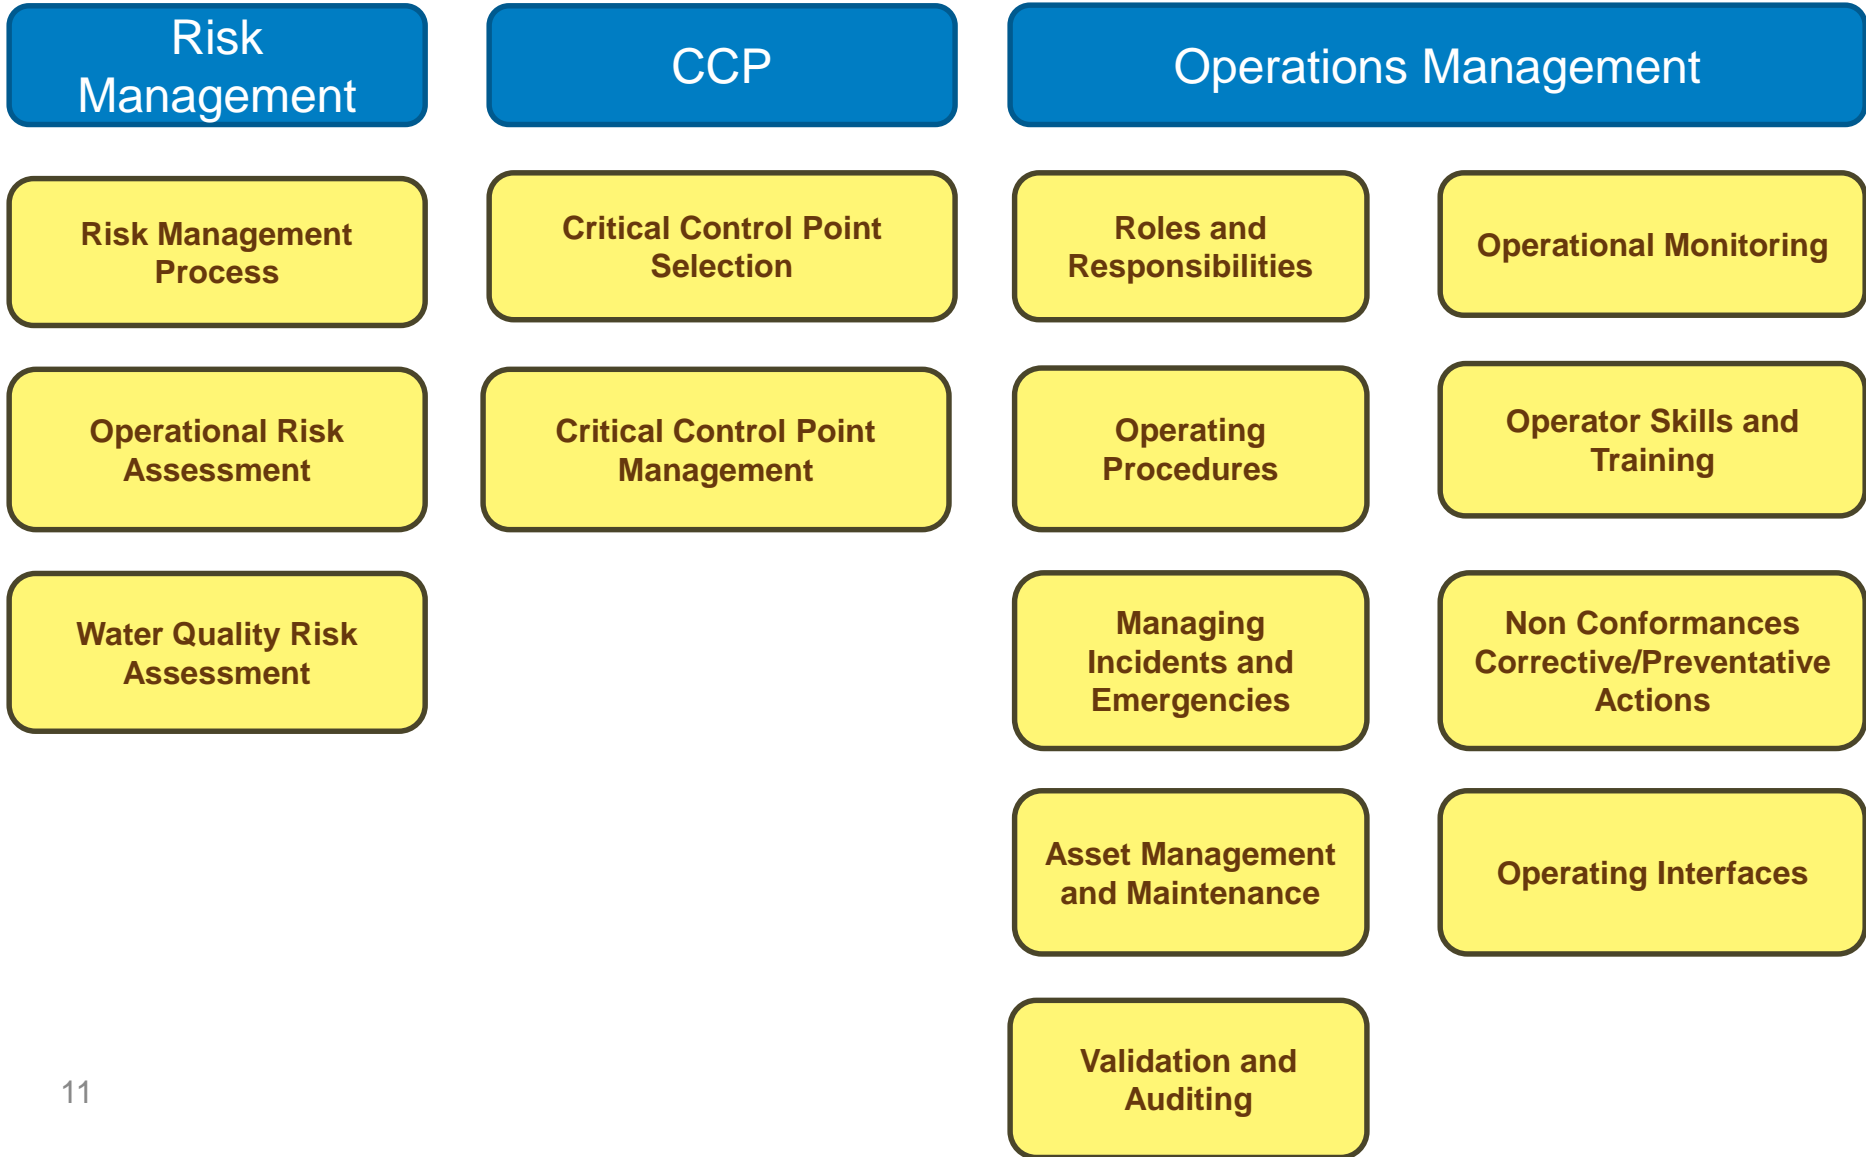 Risk
Management
CCP
Operations Management
Risk Management
Process
Operational Risk
Assessment
Water Quality Risk
Assessment
Critical Control Point
Selection
Critical Control Point
Management
Roles and
Responsibilities
Operating
Procedures
Managing
Incidents and
Emergencies
Asset Management
and Maintenance
Validation and
Auditing
Operational Monitoring
Operator Skills and
Training
Non Conformances
Corrective/Preventative
Actions
Operating Interfaces
11